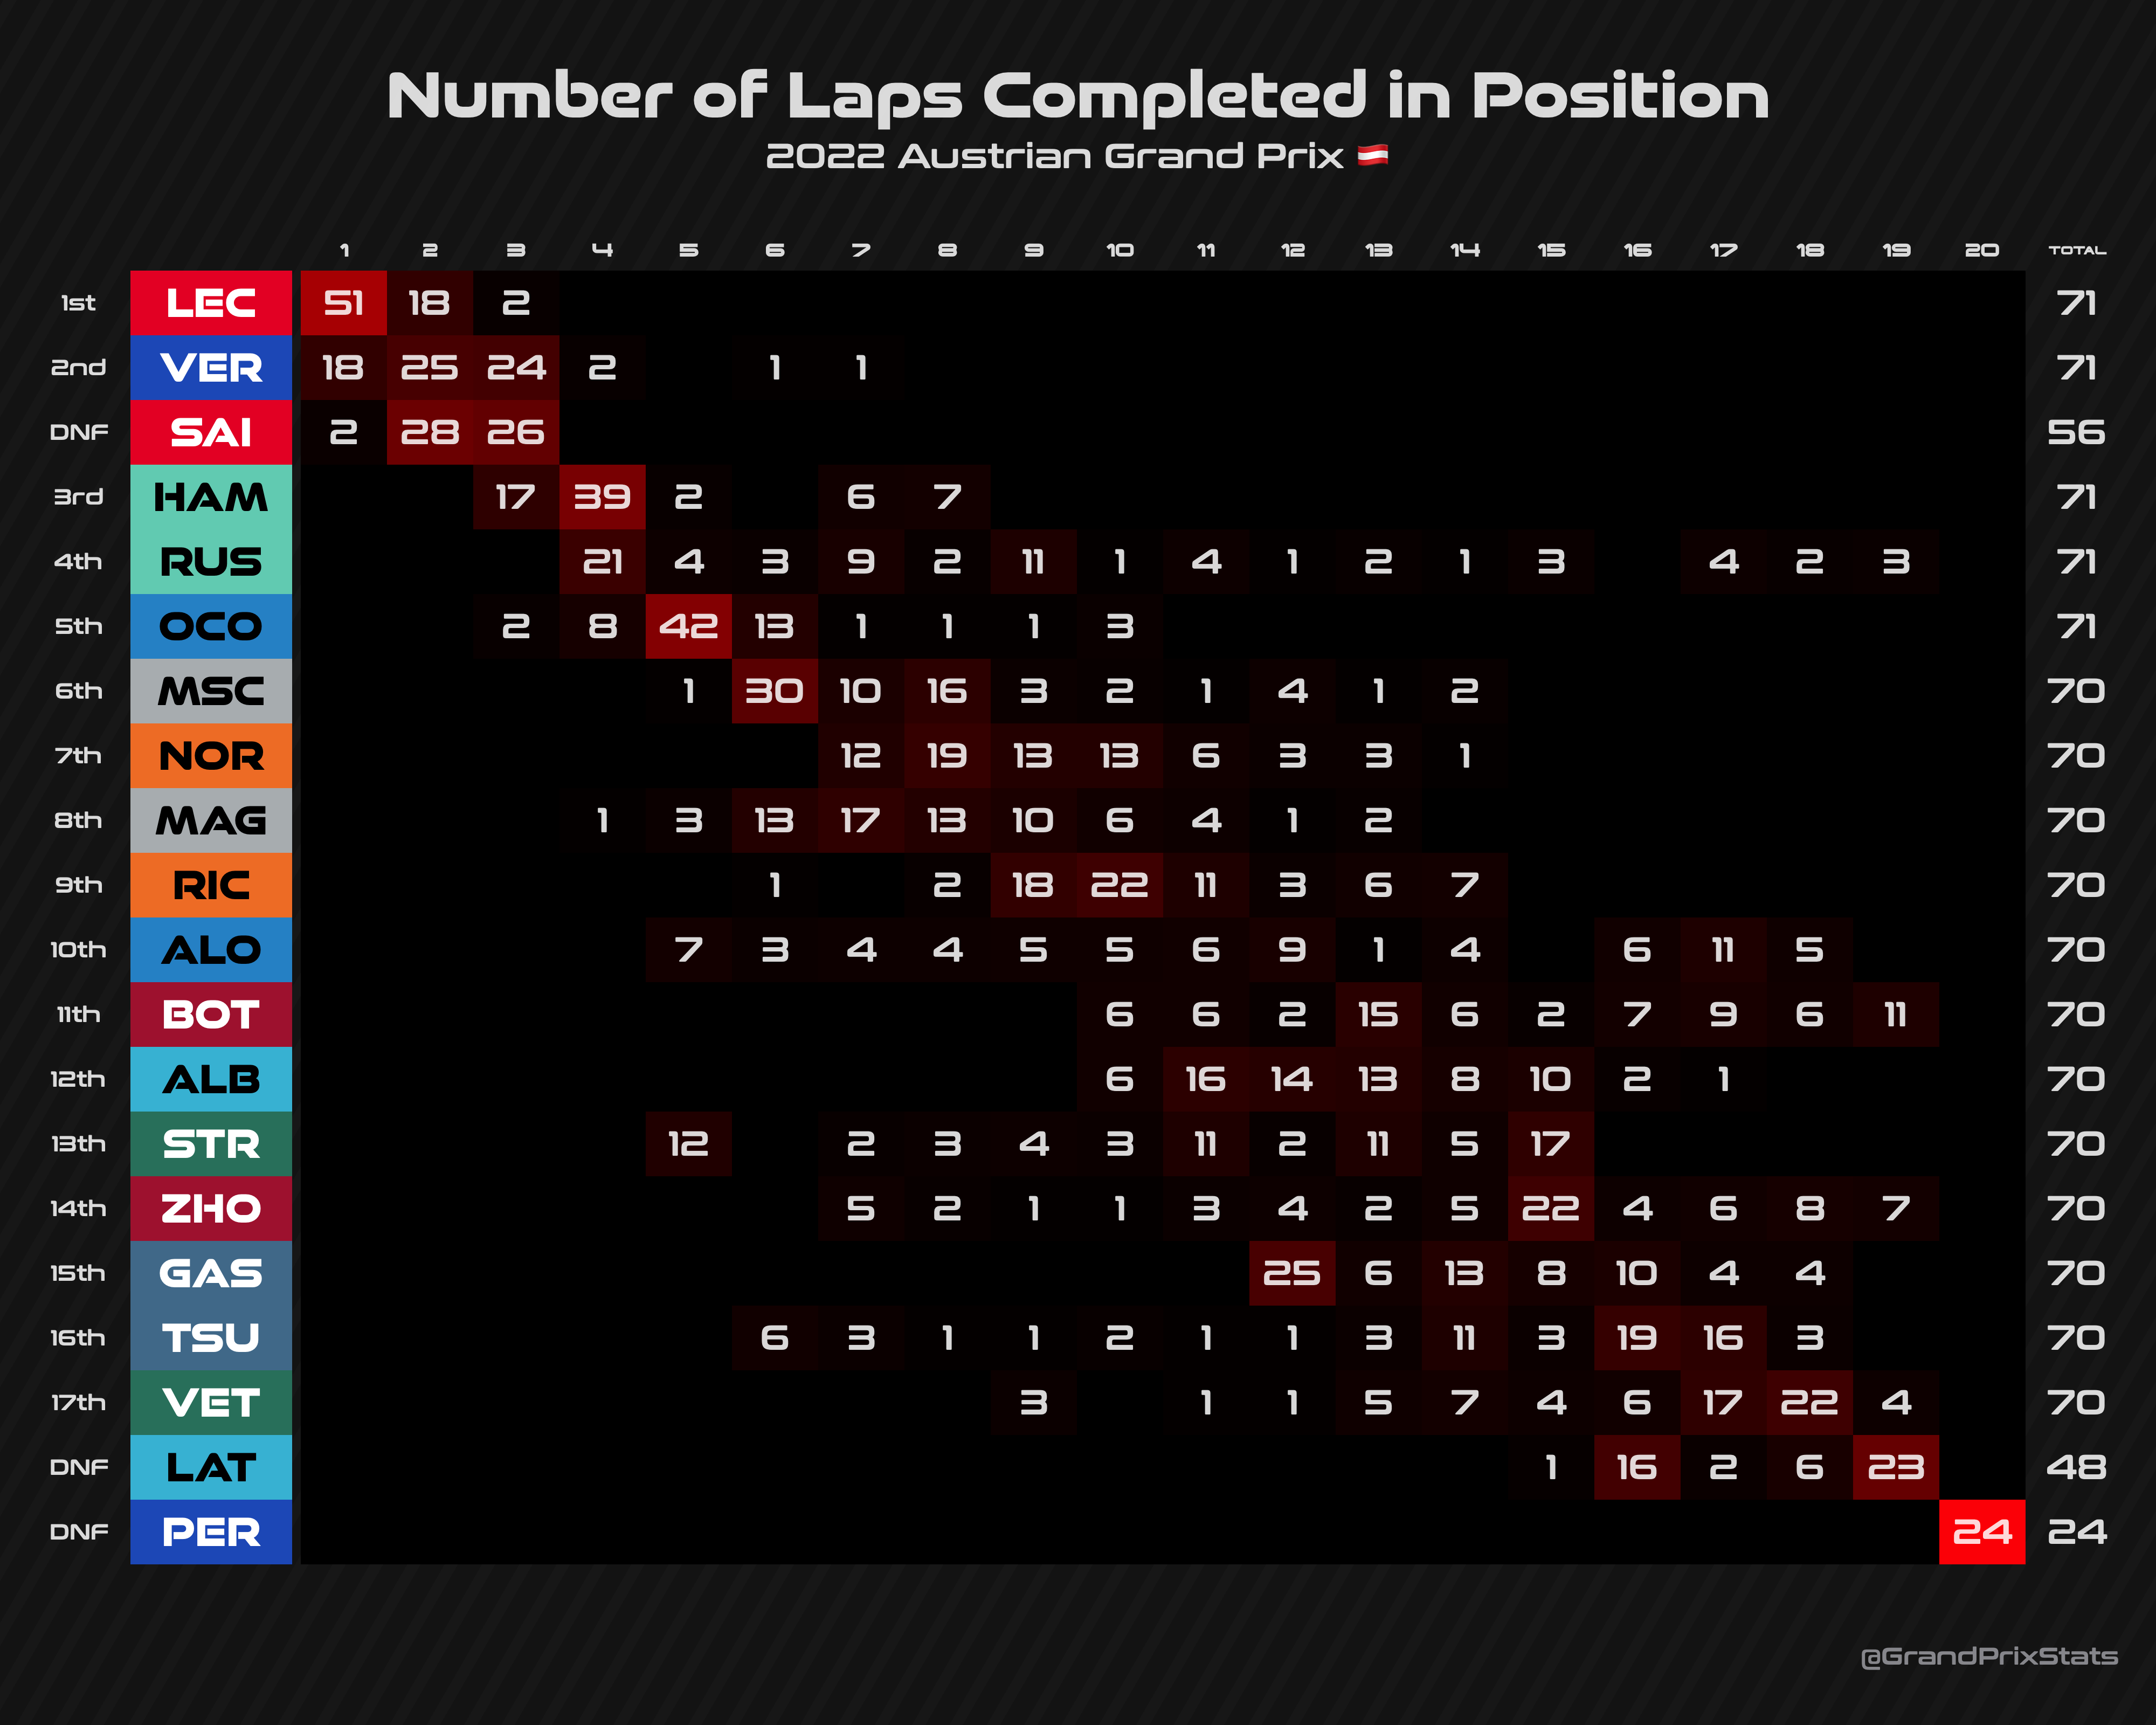 Number of Laps Completed in Position
2022 Austrian Grand Prix
1 2 3 4 5 6 7 8 9 10 11 12 13 14 15 16 17 18 19 20 TOTAL
1st LEC 51 18 2 71
2nd VER 18 25 24 2 1 1 71
DNF SAI 2 28 26 56
3rd HAM 17 39 2 6 7 71
4th RUS 21 4 3 9 2 11 1 4 1 2 1 3 4 2 3 71
5th OCO 2 8 42 13 1 1 1 3 71
6th MSC 1 30 10 16 3 2 1 4 1 2 70
7th NOR 12 19 13 13 6 3 3 1 70
8th MAG 1 3 13 17 13 10 6 4 1 2 70
9th RIC 1 2 18 22 11 3 6 7 70
10th ALO 7 3 4 4 5 5 6 9 1 4 6 11 5 70
11th BOT 6 6 2 15 6 2 7 9 6 11 70
12th ALB 6 16 14 13 8 10 2 1 70
13th STR 12 2 3 4 3 11 2 11 5 17 70
14th ZHO 5 2 1 1 3 4 2 5 22 4 6 8 7 70
15th GAS 25 6 13 8 10 4 4 70
16th TSU 6 3 1 1 2 1 1 3 11 3 19 16 3 70
17th VET 3 1 1 5 7 4 6 17 22 4 70
DNF LAT 1 16 2 6 23 48
DNF PER 24 24
@GrandPrixStats